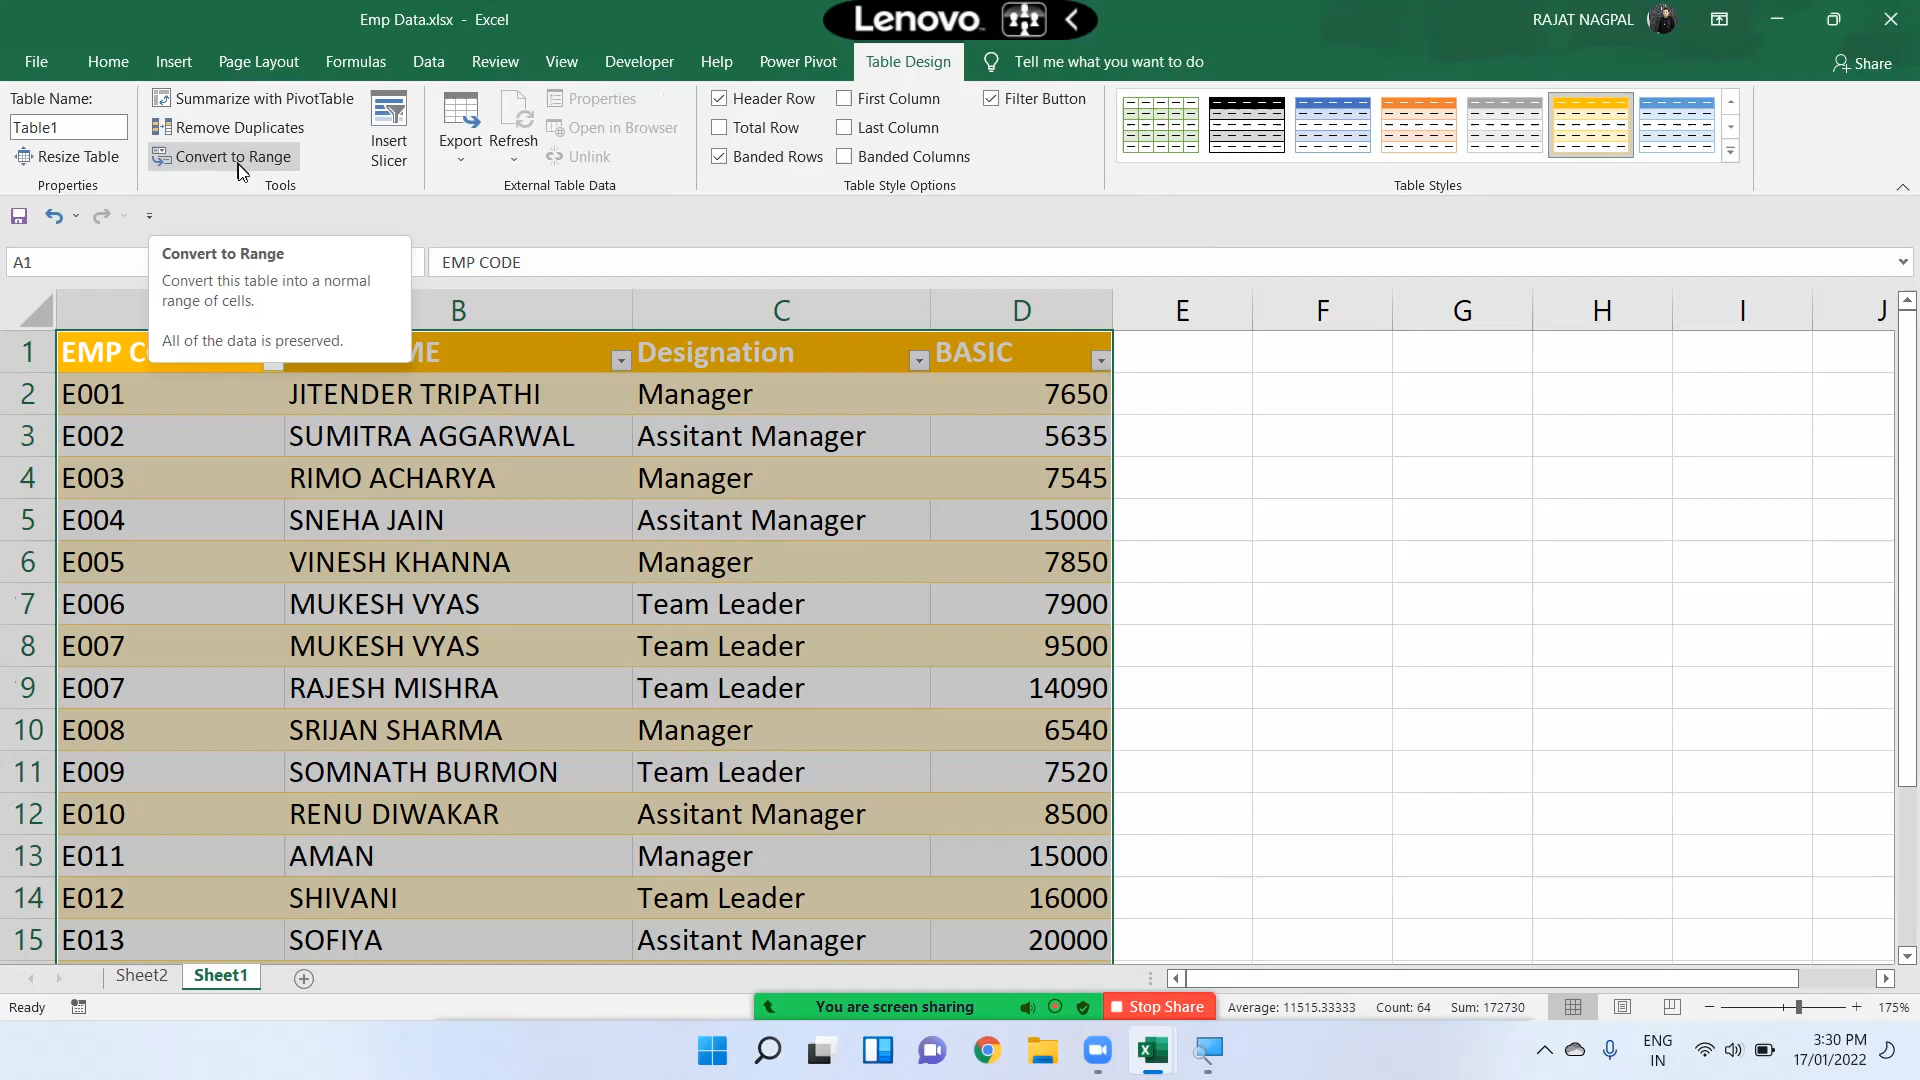 Emp Data.xlsx - Excel
Lenovo
RAJAT NAGPAL
File Home Insert Page Layout Formulas Data Review View Developer Help Power Pivot Table Design Tell me what you want to do Share
Table Name:
Table1
Resize Table
Properties
Summarize with PivotTable
Remove Duplicates
Convert to Range
Tools
Insert
Slicer
Export Refresh
Properties
Open in Browser
Unlink
External Table Data
Header Row First Column Filter Button
Total Row Last Column
Banded Rows Banded Columns
Table Style Options
Table Styles
A1 EMP CODE
Convert to Range
Convert this table into a normal
range of cells.
All of the data is preserved.
B C D E F G H I J
1 EMP C ME Designation BASIC
2 E001 JITENDER TRIPATHI Manager 7650
3 E002 SUMITRA AGGARWAL Assitant Manager 5635
4 E003 RIMO ACHARYA Manager 7545
5 E004 SNEHA JAIN Assitant Manager 15000
6 E005 VINESH KHANNA Manager 7850
7 E006 MUKESH VYAS Team Leader 7900
8 E007 MUKESH VYAS Team Leader 9500
9 E007 RAJESH MISHRA Team Leader 14090
10 E008 SRIJAN SHARMA Manager 6540
11 E009 SOMNATH BURMON Team Leader 7520
12 E010 RENU DIWAKAR Assitant Manager 8500
13 E011 AMAN Manager 15000
14 E012 SHIVANI Team Leader 16000
15 E013 SOFIYA Assitant Manager 20000
Sheet2 Sheet1
Ready You are screen sharing Stop Share Average: 11515.33333 Count: 64 Sum: 172730 175%
ENG
IN
3:30 PM
17/01/2022